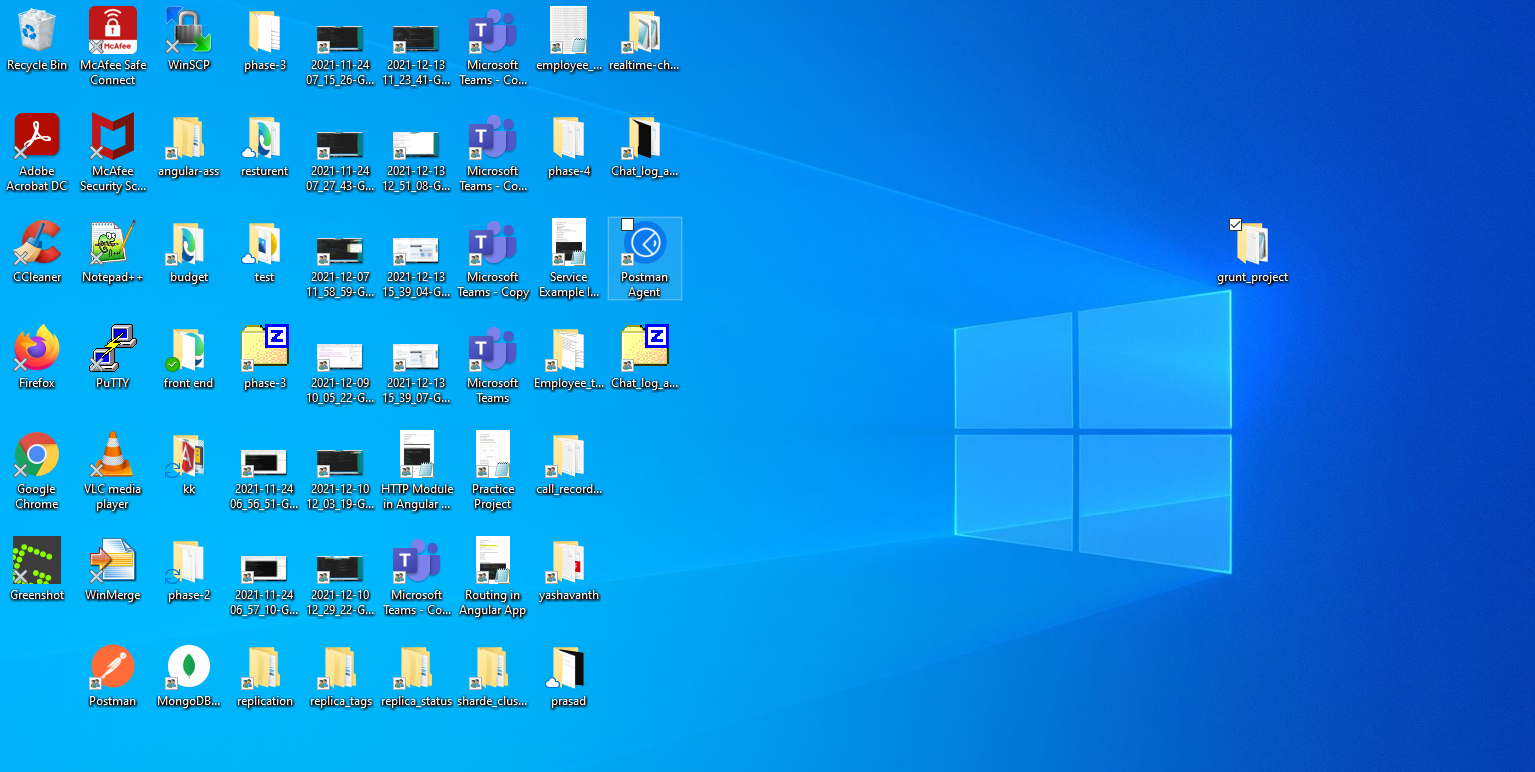 Recycle Bin
McAfee Safe
Connect
WinSCP
phase-3
2021-11-24
07_15_26-G...
2021-12-13
11_23_41-G...
Microsoft
Teams - Co...
employee_...
realtime-ch...
McAfee
Adobe
Acrobat DC
McAfee
Security Sc...
angular-ass
resturent
2021-11-24
07_27_43-G...
2021-12-13
12_51_08-G...
Microsoft
Teams - Co...
phase-4
Chat_log_a...
CCleaner
Notepad++
budget
test
2021-12-07
11_58_59-G...
2021-12-13
15_39_04-G...
Microsoft
Teams - Copy
Service
Example I...
Postman
Agent
grunt_project
Firefox
PuTTY
front end
phase-3
2021-12-09
10_05_22-G...
2021-12-13
15_39_07-G...
Microsoft
Teams
Employee_t...
Chat_log_a...
Google
Chrome
VLC media
player
kk
2021-11-24
06_56_51-G...
2021-12-10
12_03_19-G...
HTTP Module
in Angular ...
Practice
Project
call_record...
Greenshot
WinMerge
phase-2
2021-11-24
06_57_10-G...
2021-12-10
12_29_22-G...
Microsoft
Teams - Co...
Routing in
Angular App
yashavanth
Postman
MongoDB...
replication
replica_tags
replica_status
sharde_clus...
prasad